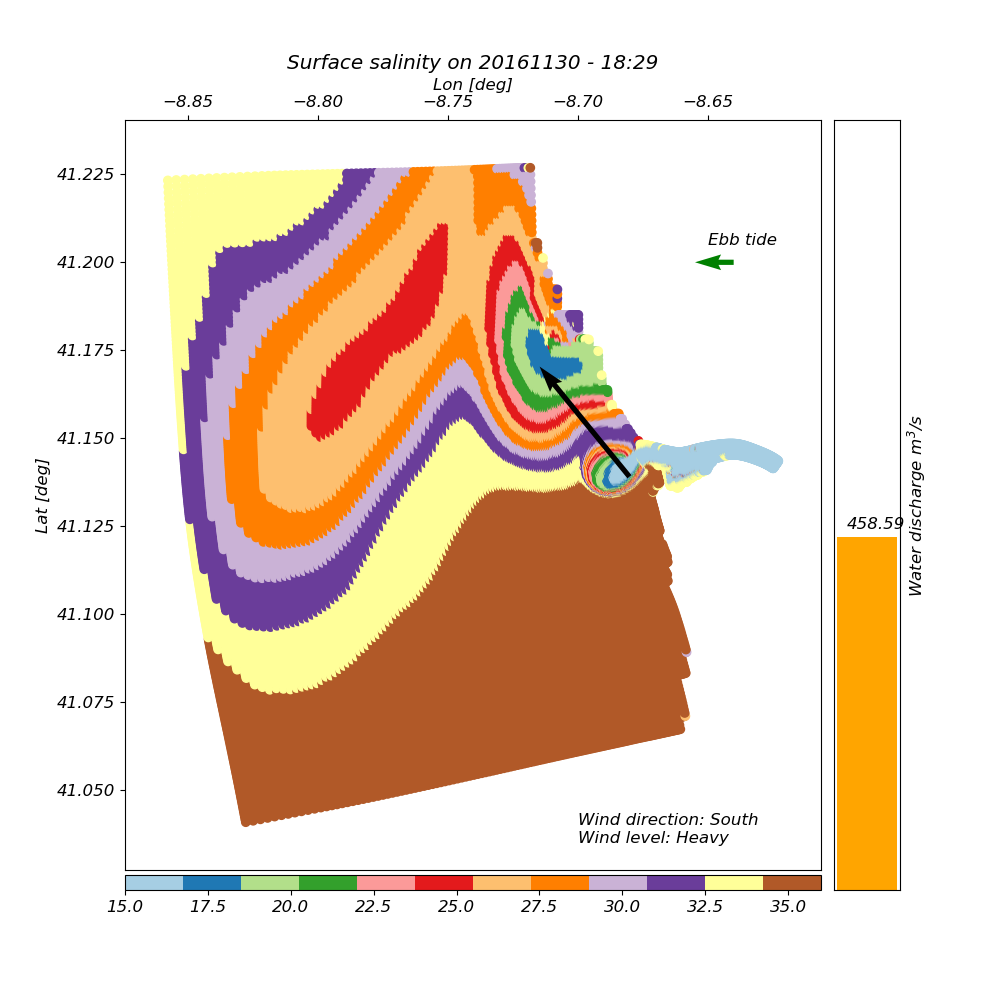 Surface salinity on 20161130 - 18:29
Lon [deg]
−8.85 −8.80 −8.75 −8.70 −8.65
41.225
41.200
41.175
41.150
41.125
41.100
41.075
41.050
Lat [deg]
Ebb tide
Wind direction: South
Wind level: Heavy
458.59
Water discharge m³/s
15.0 17.5 20.0 22.5 25.0 27.5 30.0 32.5 35.0